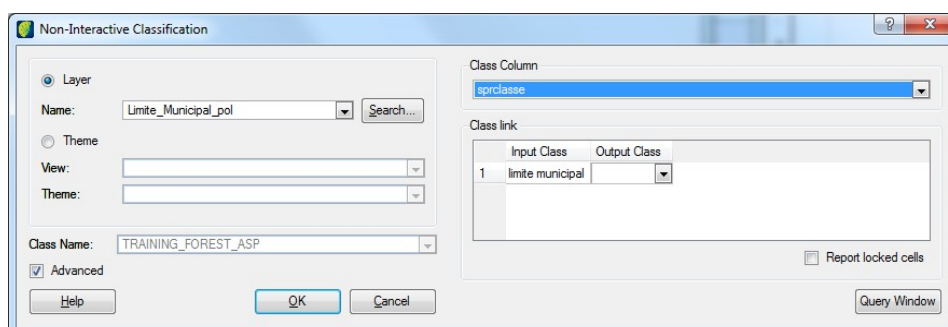 Non-Interactive Classification
Layer
Name: Limite_Municipal_pol Search...
Theme
View:
Theme:
Class Name: TRAINING_FOREST_ASP
Advanced
Help OK Cancel
Class Column
sprclasse
Class link
Input Class Output Class
1 limite municipal
Report locked cells
Query Window